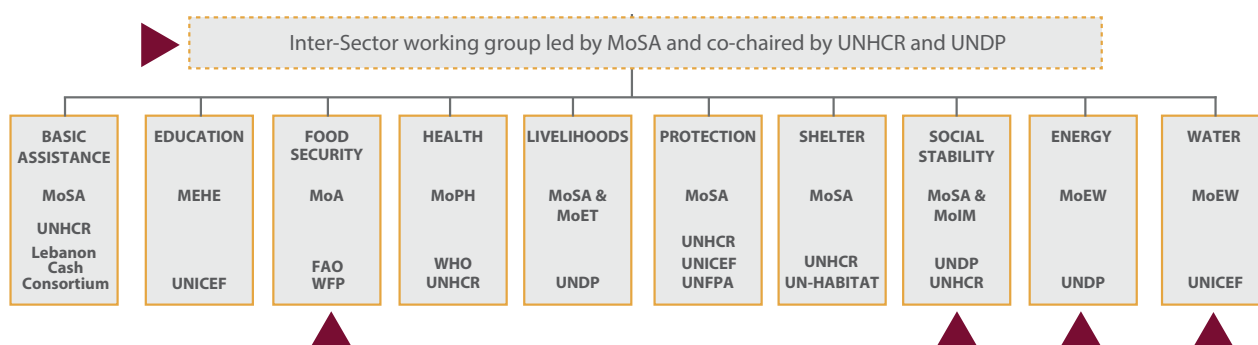 Inter-Sector working group led by MoSA and co-chaired by UNHCR and UNDP
BASIC
ASSISTANCE
MoSA
UNHCR
Lebanon
Cash
Consortium
EDUCATION
MEHE
UNICEF
FOOD
SECURITY
MoA
FAO
WFP
HEALTH
MoPH
WHO
UNHCR
LIVELIHOODS
MoSA &
MoET
UNDP
PROTECTION
MoSA
UNHCR
UNICEF
UNFPA
SHELTER
MoSA
UNHCR
UN-HABITAT
SOCIAL
STABILITY
MoSA &
MoIM
UNDP
UNHCR
ENERGY
MoEW
UNDP
WATER
MoEW
UNICEF